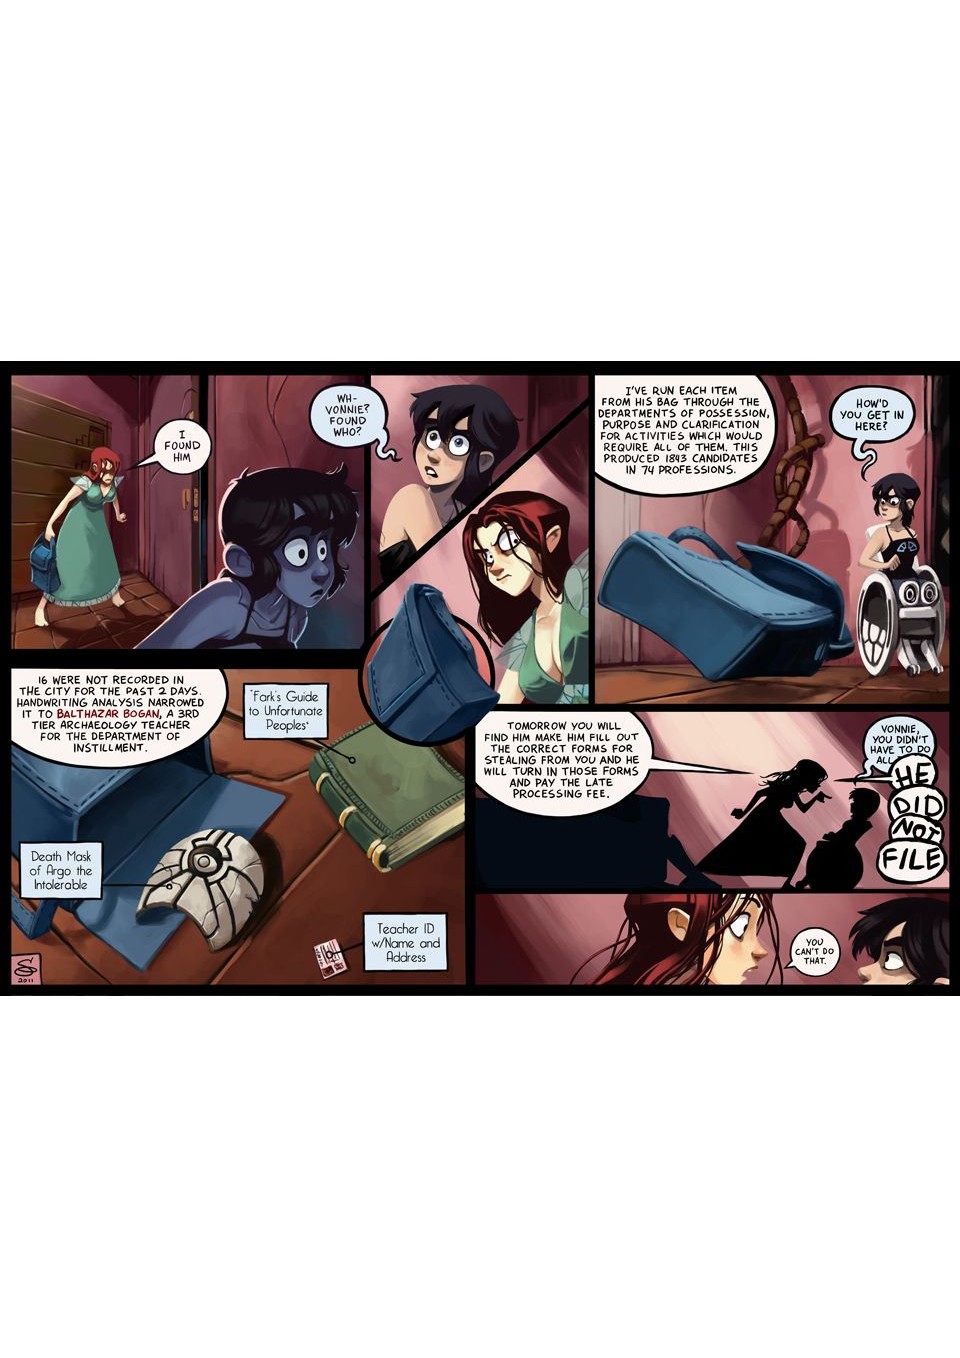 I
FOUND
HIM
WH-
VONNIE?
FOUND
WHO?
I'VE RUN EACH ITEM
FROM HIS BAG THROUGH THE
DEPARTMENTS OF POSSESSION,
PURPOSE AND CLARIFICATION
FOR ACTIVITIES WHICH WOULD
REQUIRE ALL OF THEM. THIS
PRODUCED 1843 CANDIDATES
IN 74 PROFESSIONS.
HOW'D
YOU GET IN
HERE?
16 WERE NOT RECORDED IN
THE CITY FOR THE PAST 2 DAYS.
HANDWRITING ANALYSIS NARROWED
IT TO BALTHAZAR BOGAN, A 3RD
TIER ARCHAEOLOGY TEACHER
FOR THE DEPARTMENT OF
INSTILLMENT.
"Fark's Guide
to Unfortunate
Peoples"
Death Mask
of Argo the
Intolerable
Teacher ID
w/Name and
Address
2011
TOMORROW YOU WILL
FIND HIM MAKE HIM FILL OUT
THE CORRECT FORMS FOR
STEALING FROM YOU AND HE
WILL TURN IN THOSE FORMS
AND PAY THE LATE
PROCESSING FEE.
VONNIE,
YOU DIDN'T
HAVE TO DO
ALL
HE
DID
NOT
FILE
YOU
CAN'T DO
THAT.